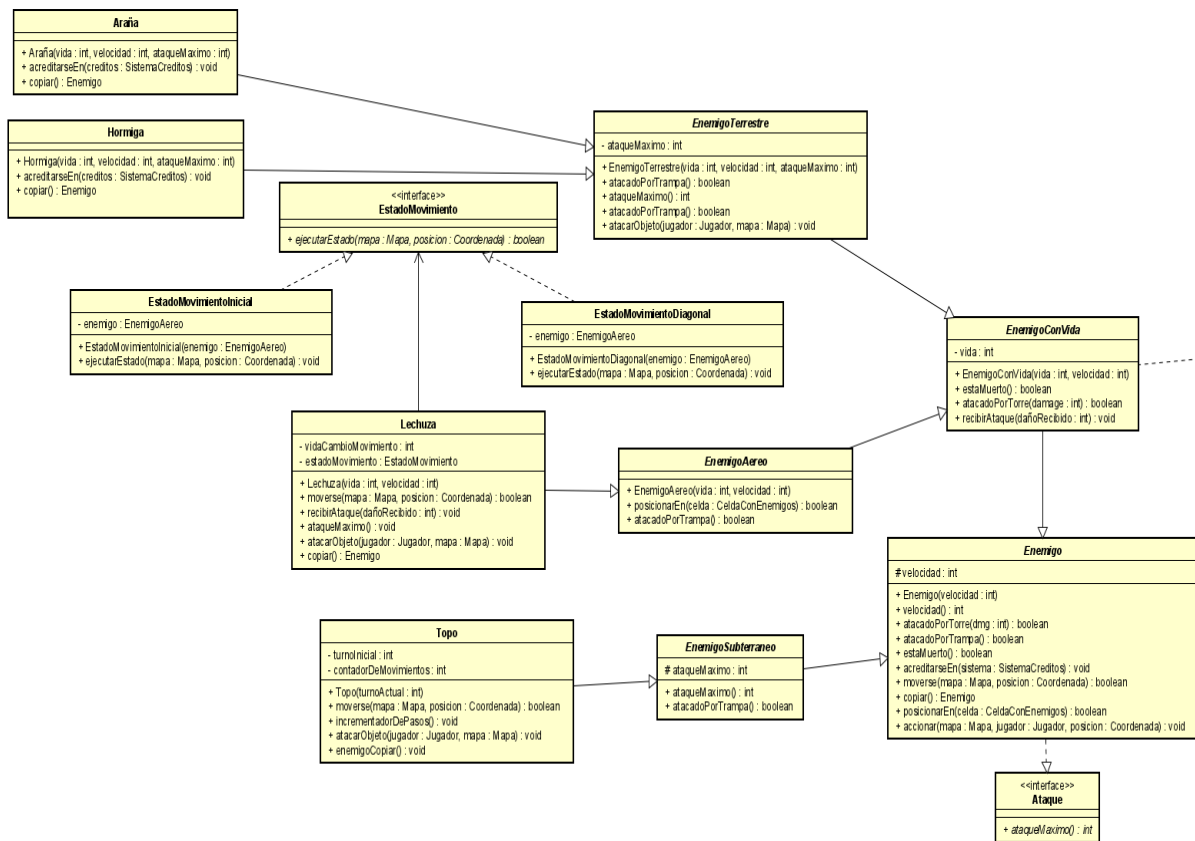 Araña
+ Araña(vida : int, velocidad : int, ataqueMaximo : int)
+ acreditarseEn(creditos : SistemaCreditos) : void
+ copiar() : Enemigo
Hormiga
+ Hormiga(vida : int, velocidad : int, ataqueMaximo : int)
+ acreditarseEn(creditos : SistemaCreditos) : void
+ copiar() : Enemigo
EnemigoTerrestre
- ataqueMaximo : int
+ EnemigoTerrestre(vida : int, velocidad : int, ataqueMaximo : int)
+ atacadoPorTrampa() : boolean
+ ataqueMaximo() : int
+ atacadoPorTrampa() : boolean
+ atacarObjeto(jugador : Jugador, mapa : Mapa) : void
<<interface>>
EstadoMovimiento
+ ejecutarEstado(mapa : Mapa, posicion : Coordenada) : boolean
EstadoMovimientoInicial
- enemigo : EnemigoAereo
+ EstadoMovimientoInicial(enemigo : EnemigoAereo)
+ ejecutarEstado(mapa : Mapa, posicion : Coordenada) : void
EstadoMovimientoDiagonal
- enemigo : EnemigoAereo
+ EstadoMovimientoDiagonal(enemigo : EnemigoAereo)
+ ejecutarEstado(mapa : Mapa, posicion : Coordenada) : void
EnemigoConVida
- vida : int
+ EnemigoConVida(vida : int, velocidad : int)
+ estaMuerto() : boolean
+ atacadoPorTorre(damage : int) : boolean
+ recibirAtaque(dañoRecibido : int) : void
Lechuza
- vidaCambioMovimiento : int
- estadoMovimiento : EstadoMovimiento
+ Lechuza(vida : int, velocidad : int)
+ moverse(mapa : Mapa, posicion : Coordenada) : boolean
+ recibirAtaque(dañoRecibido : int) : void
+ ataqueMaximo() : void
+ atacarObjeto(jugador : Jugador, mapa : Mapa) : void
+ copiar() : Enemigo
EnemigoAereo
+ EnemigoAereo(vida : int, velocidad : int)
+ posicionarEn(celda : CeldaConEnemigos) : boolean
+ atacadoPorTrampa() : boolean
Enemigo
# velocidad : int
+ Enemigo(velocidad : int)
+ velocidad() : int
+ atacadoPorTorre(dmg : int) : boolean
+ atacadoPorTrampa() : boolean
+ estaMuerto() : boolean
+ acreditarseEn(sistema : SistemaCreditos) : void
+ moverse(mapa : Mapa, posicion : Coordenada) : boolean
+ copiar() : Enemigo
+ posicionarEn(celda : CeldaConEnemigos) : boolean
+ accionar(mapa : Mapa, jugador : Jugador, posicion : Coordenada) : void
Topo
- turnoInicial : int
- contadorDeMovimientos : int
+ Topo(turnoActual : int)
+ moverse(mapa : Mapa, posicion : Coordenada) : boolean
+ incrementadorDePasos() : void
+ atacarObjeto(jugador : Jugador, mapa : Mapa) : void
+ enemigoCopiar() : void
EnemigoSubterraneo
# ataqueMaximo : int
+ ataqueMaximo() : int
+ atacadoPorTrampa() : boolean
<<interface>>
Ataque
+ ataqueMaximo() : int